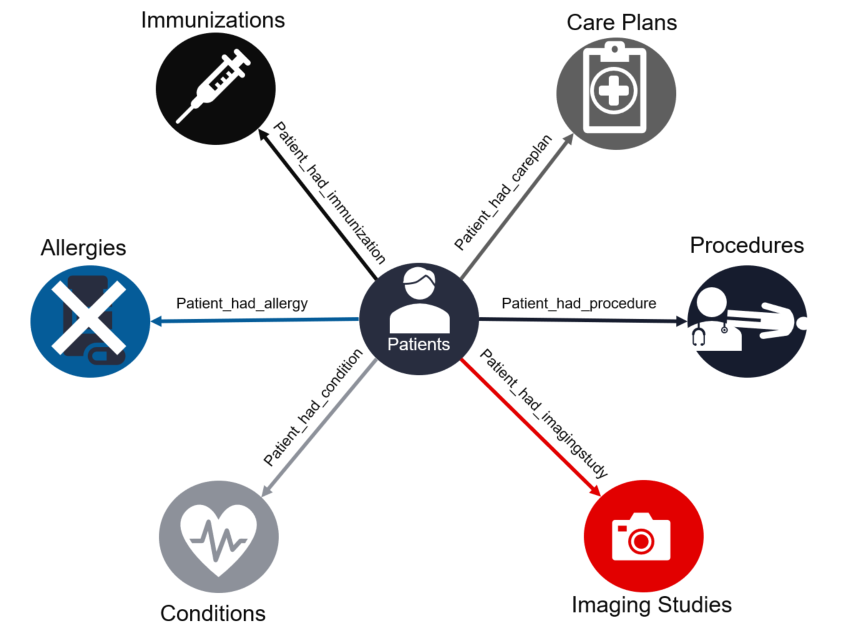 Immunizations
Care Plans
Patient_had_immunization
Patient_had_careplan
Allergies
Procedures
Patient_had_allergy
Patient_had_procedure
Patients
Patient_had_condition
Patient_had_imagingstudy
Conditions
Imaging Studies